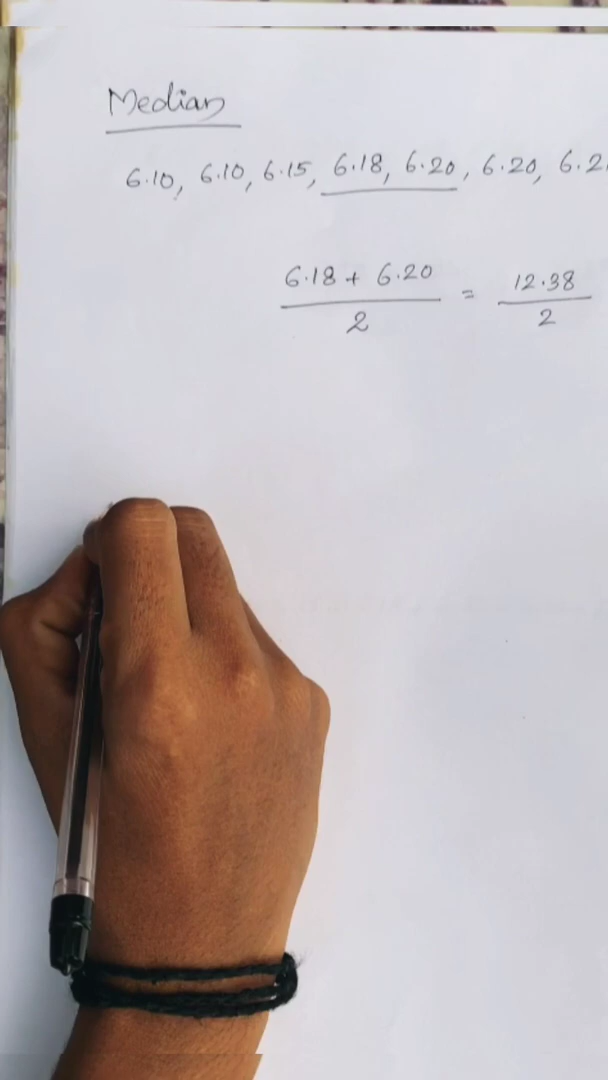 Median
6.10, 6.10, 6.15, 6.18, 6.20, 6.20, 6.2
6.18 + 6.20 / 2 = 12.38 / 2